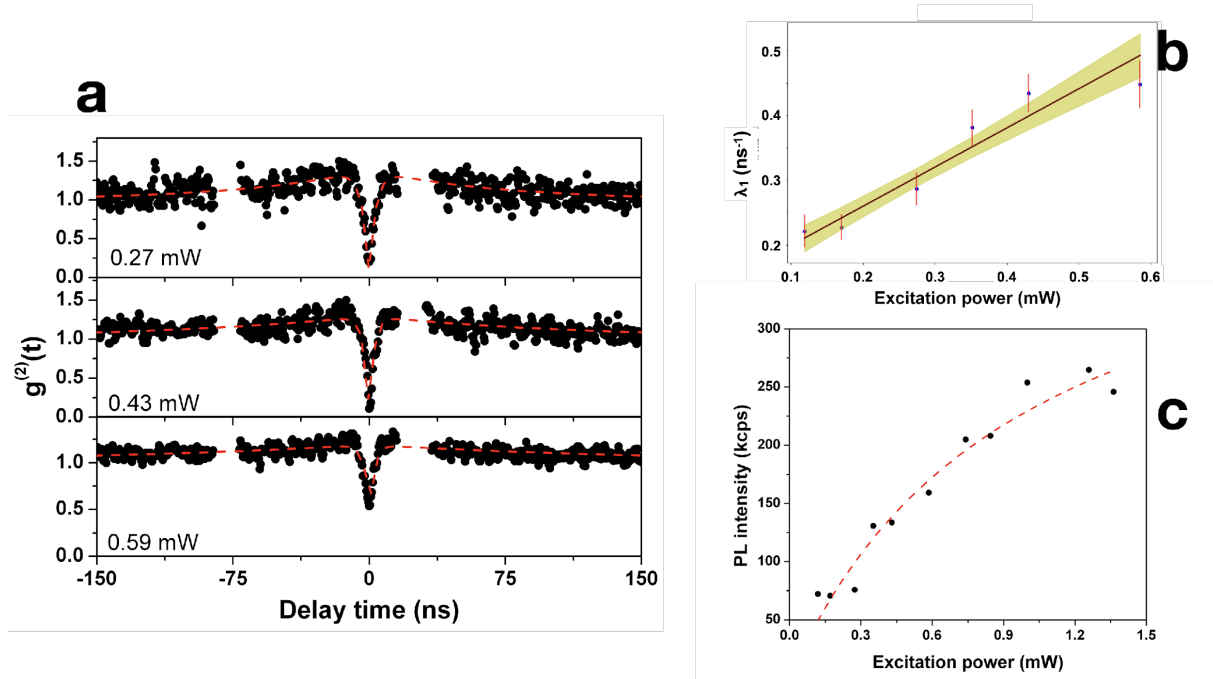 a
1.5
1.0
0.5
0.0
0.27 mW
1.5
1.0
0.5
0.0
0.43 mW
1.0
0.5
0.0
0.59 mW
g(2)(t)
-150 -75 0 75 150
Delay time (ns)
b
0.5
0.4
0.3
0.2
λ1 (ns-1)
0.1 0.2 0.3 0.4 0.5 0.6
Excitation power (mW)
c
300
250
200
150
100
50
PL intensity (kcps)
0.0 0.3 0.6 0.9 1.2 1.5
Excitation power (mW)